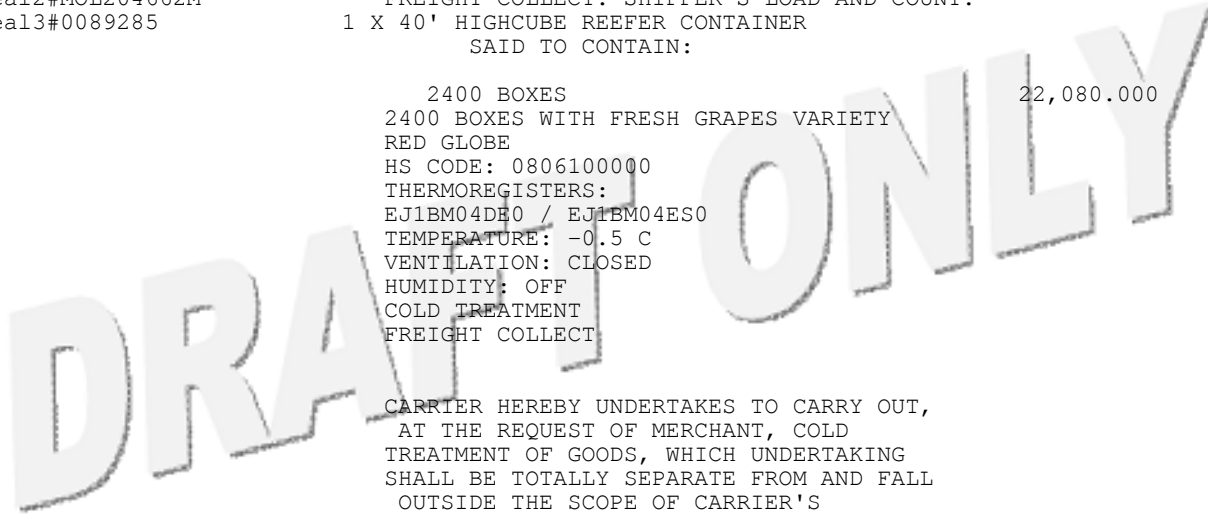 FREIGHT COLLECT. SHIPPER'S LOAD AND COUNT.
eal3#0089285 1 X 40' HIGHCUBE REEFER CONTAINER
SAID TO CONTAIN:
2400 BOXES 22,080.000
2400 BOXES WITH FRESH GRAPES VARIETY
RED GLOBE
HS CODE: 0806100000
THERMOREGISTERS:
EJ1BM04DE0 / EJ1BM04ES0
TEMPERATURE: -0.5 C
VENTILATION: CLOSED
HUMIDITY: OFF
COLD TREATMENT
FREIGHT COLLECT
CARRIER HEREBY UNDERTAKES TO CARRY OUT,
AT THE REQUEST OF MERCHANT, COLD
TREATMENT OF GOODS, WHICH UNDERTAKING
SHALL BE TOTALLY SEPARATE FROM AND FALL
OUTSIDE THE SCOPE OF CARRIER'S
DRAFT ONLY